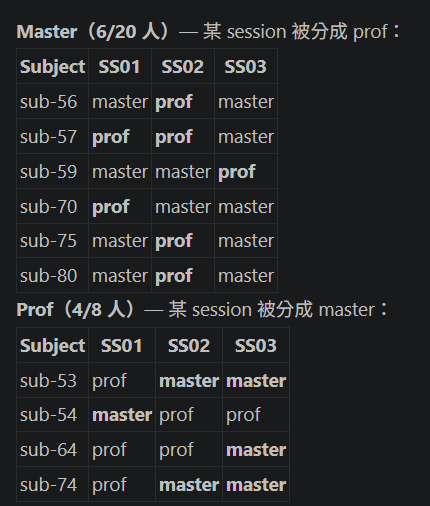 Master（6/20 人）— 某 session 被分成 prof：
Subject SS01 SS02 SS03
sub-56 master prof master
sub-57 prof prof master
sub-59 master master prof
sub-70 prof master master
sub-75 master prof master
sub-80 master prof master
Prof（4/8 人）— 某 session 被分成 master：
Subject SS01 SS02 SS03
sub-53 prof master master
sub-54 master prof prof
sub-64 prof prof master
sub-74 prof master master